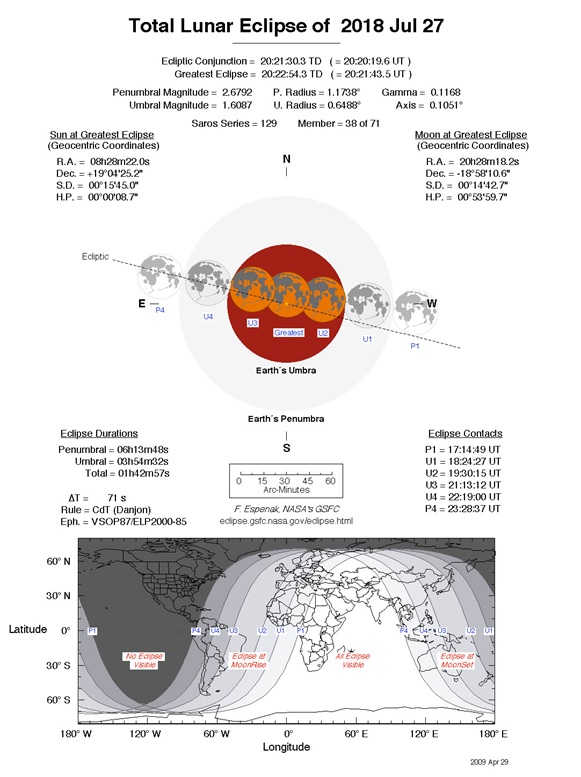 Total Lunar Eclipse of 2018 Jul 27
Ecliptic Conjunction = 20:21:30.3 TD ( = 20:20:19.6 UT )
Greatest Eclipse = 20:22:54.3 TD ( = 20:21:43.5 UT )
Penumbral Magnitude = 2.6792 P. Radius = 1.1738° Gamma = 0.1168
Umbral Magnitude = 1.6087 U. Radius = 0.6488° Axis = 0.1051°
Saros Series = 129 Member = 38 of 71
Sun at Greatest Eclipse
(Geocentric Coordinates)
R.A. = 08h28m22.0s
Dec. = +19°04'25.2"
S.D. = 00°15'45.0"
H.P. = 00°00'08.7"
Moon at Greatest Eclipse
(Geocentric Coordinates)
R.A. = 20h28m18.2s
Dec. = -18°58'10.6"
S.D. = 00°14'42.7"
H.P. = 00°53'59.7"
N
Ecliptic
E
W
P4
U4
U3
Greatest
U2
U1
P1
Earth's Umbra
Earth's Penumbra
S
Eclipse Durations
Penumbral = 06h13m48s
Umbral = 03h54m32s
Total = 01h42m57s
ΔT = 71 s
Rule = CdT (Danjon)
Eph. = VSOP87/ELP2000-85
0 15 30 45 60
Arc-Minutes
F. Espenak, NASA's GSFC
eclipse.gsfc.nasa.gov/eclipse.html
Eclipse Contacts
P1 = 17:14:49 UT
U1 = 18:24:27 UT
U2 = 19:30:15 UT
U3 = 21:13:12 UT
U4 = 22:19:00 UT
P4 = 23:28:37 UT
60° N
30° N
Latitude 0°
30° S
60° S
P1 P4 U4 U3 U2 U1 P1 P4 U4 U3 U2 U1
No Eclipse
Visible
Eclipse at
MoonRise
All Eclipse
Visible
Eclipse at
MoonSet
180° W 120° W 60° W 0° 60° E 120° E 180° E
Longitude
2009 Apr 29